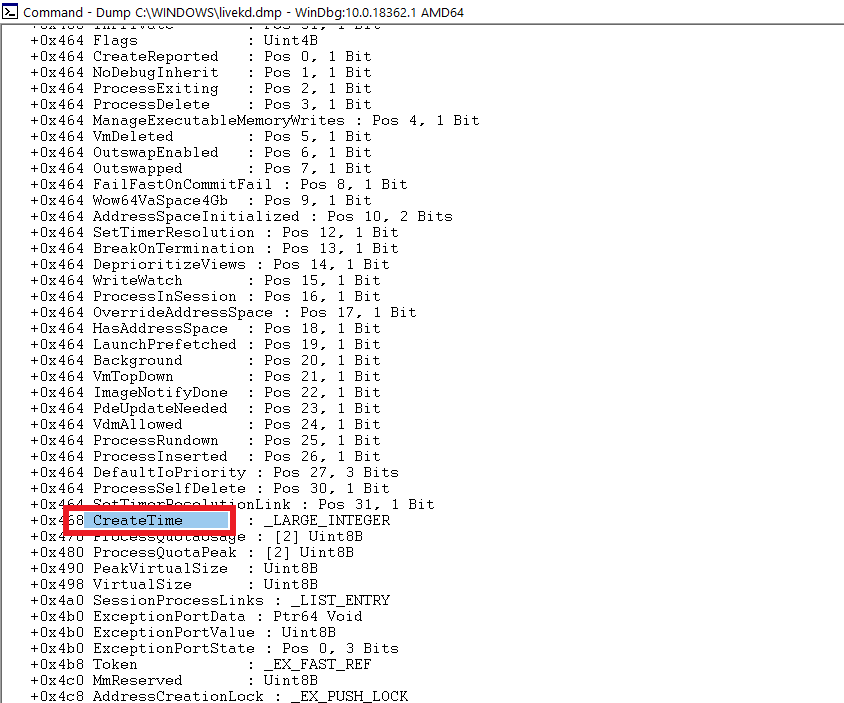 Command - Dump C:\WINDOWS\livekd.dmp - WinDbg:10.0.18362.1 AMD64
+0x464 Flags : Uint4B
+0x464 CreateReported : Pos 0, 1 Bit
+0x464 NoDebugInherit : Pos 1, 1 Bit
+0x464 ProcessExiting : Pos 2, 1 Bit
+0x464 ProcessDelete : Pos 3, 1 Bit
+0x464 ManageExecutableMemoryWrites : Pos 4, 1 Bit
+0x464 VmDeleted : Pos 5, 1 Bit
+0x464 OutswapEnabled : Pos 6, 1 Bit
+0x464 Outswapped : Pos 7, 1 Bit
+0x464 FailFastOnCommitFail : Pos 8, 1 Bit
+0x464 Wow64VaSpace4Gb : Pos 9, 1 Bit
+0x464 AddressSpaceInitialized : Pos 10, 2 Bits
+0x464 SetTimerResolution : Pos 12, 1 Bit
+0x464 BreakOnTermination : Pos 13, 1 Bit
+0x464 DeprioritizeViews : Pos 14, 1 Bit
+0x464 WriteWatch : Pos 15, 1 Bit
+0x464 ProcessInSession : Pos 16, 1 Bit
+0x464 OverrideAddressSpace : Pos 17, 1 Bit
+0x464 HasAddressSpace : Pos 18, 1 Bit
+0x464 LaunchPrefetched : Pos 19, 1 Bit
+0x464 Background : Pos 20, 1 Bit
+0x464 VmTopDown : Pos 21, 1 Bit
+0x464 ImageNotifyDone : Pos 22, 1 Bit
+0x464 PdeUpdateNeeded : Pos 23, 1 Bit
+0x464 VdmAllowed : Pos 24, 1 Bit
+0x464 ProcessRundown : Pos 25, 1 Bit
+0x464 ProcessInserted : Pos 26, 1 Bit
+0x464 DefaultIoPriority : Pos 27, 3 Bits
+0x464 ProcessSelfDelete : Pos 30, 1 Bit
+0x464 SetTimerResolutionLink : Pos 31, 1 Bit
+0x468 CreateTime : _LARGE_INTEGER
+0x470 ProcessQuotaUsage : [2] Uint8B
+0x480 ProcessQuotaPeak : [2] Uint8B
+0x490 PeakVirtualSize : Uint8B
+0x498 VirtualSize : Uint8B
+0x4a0 SessionProcessLinks : _LIST_ENTRY
+0x4b0 ExceptionPortData : Ptr64 Void
+0x4b0 ExceptionPortValue : Uint8B
+0x4b0 ExceptionPortState : Pos 0, 3 Bits
+0x4b8 Token : _EX_FAST_REF
+0x4c0 MmReserved : Uint8B
+0x4c8 AddressCreationLock : _EX_PUSH_LOCK